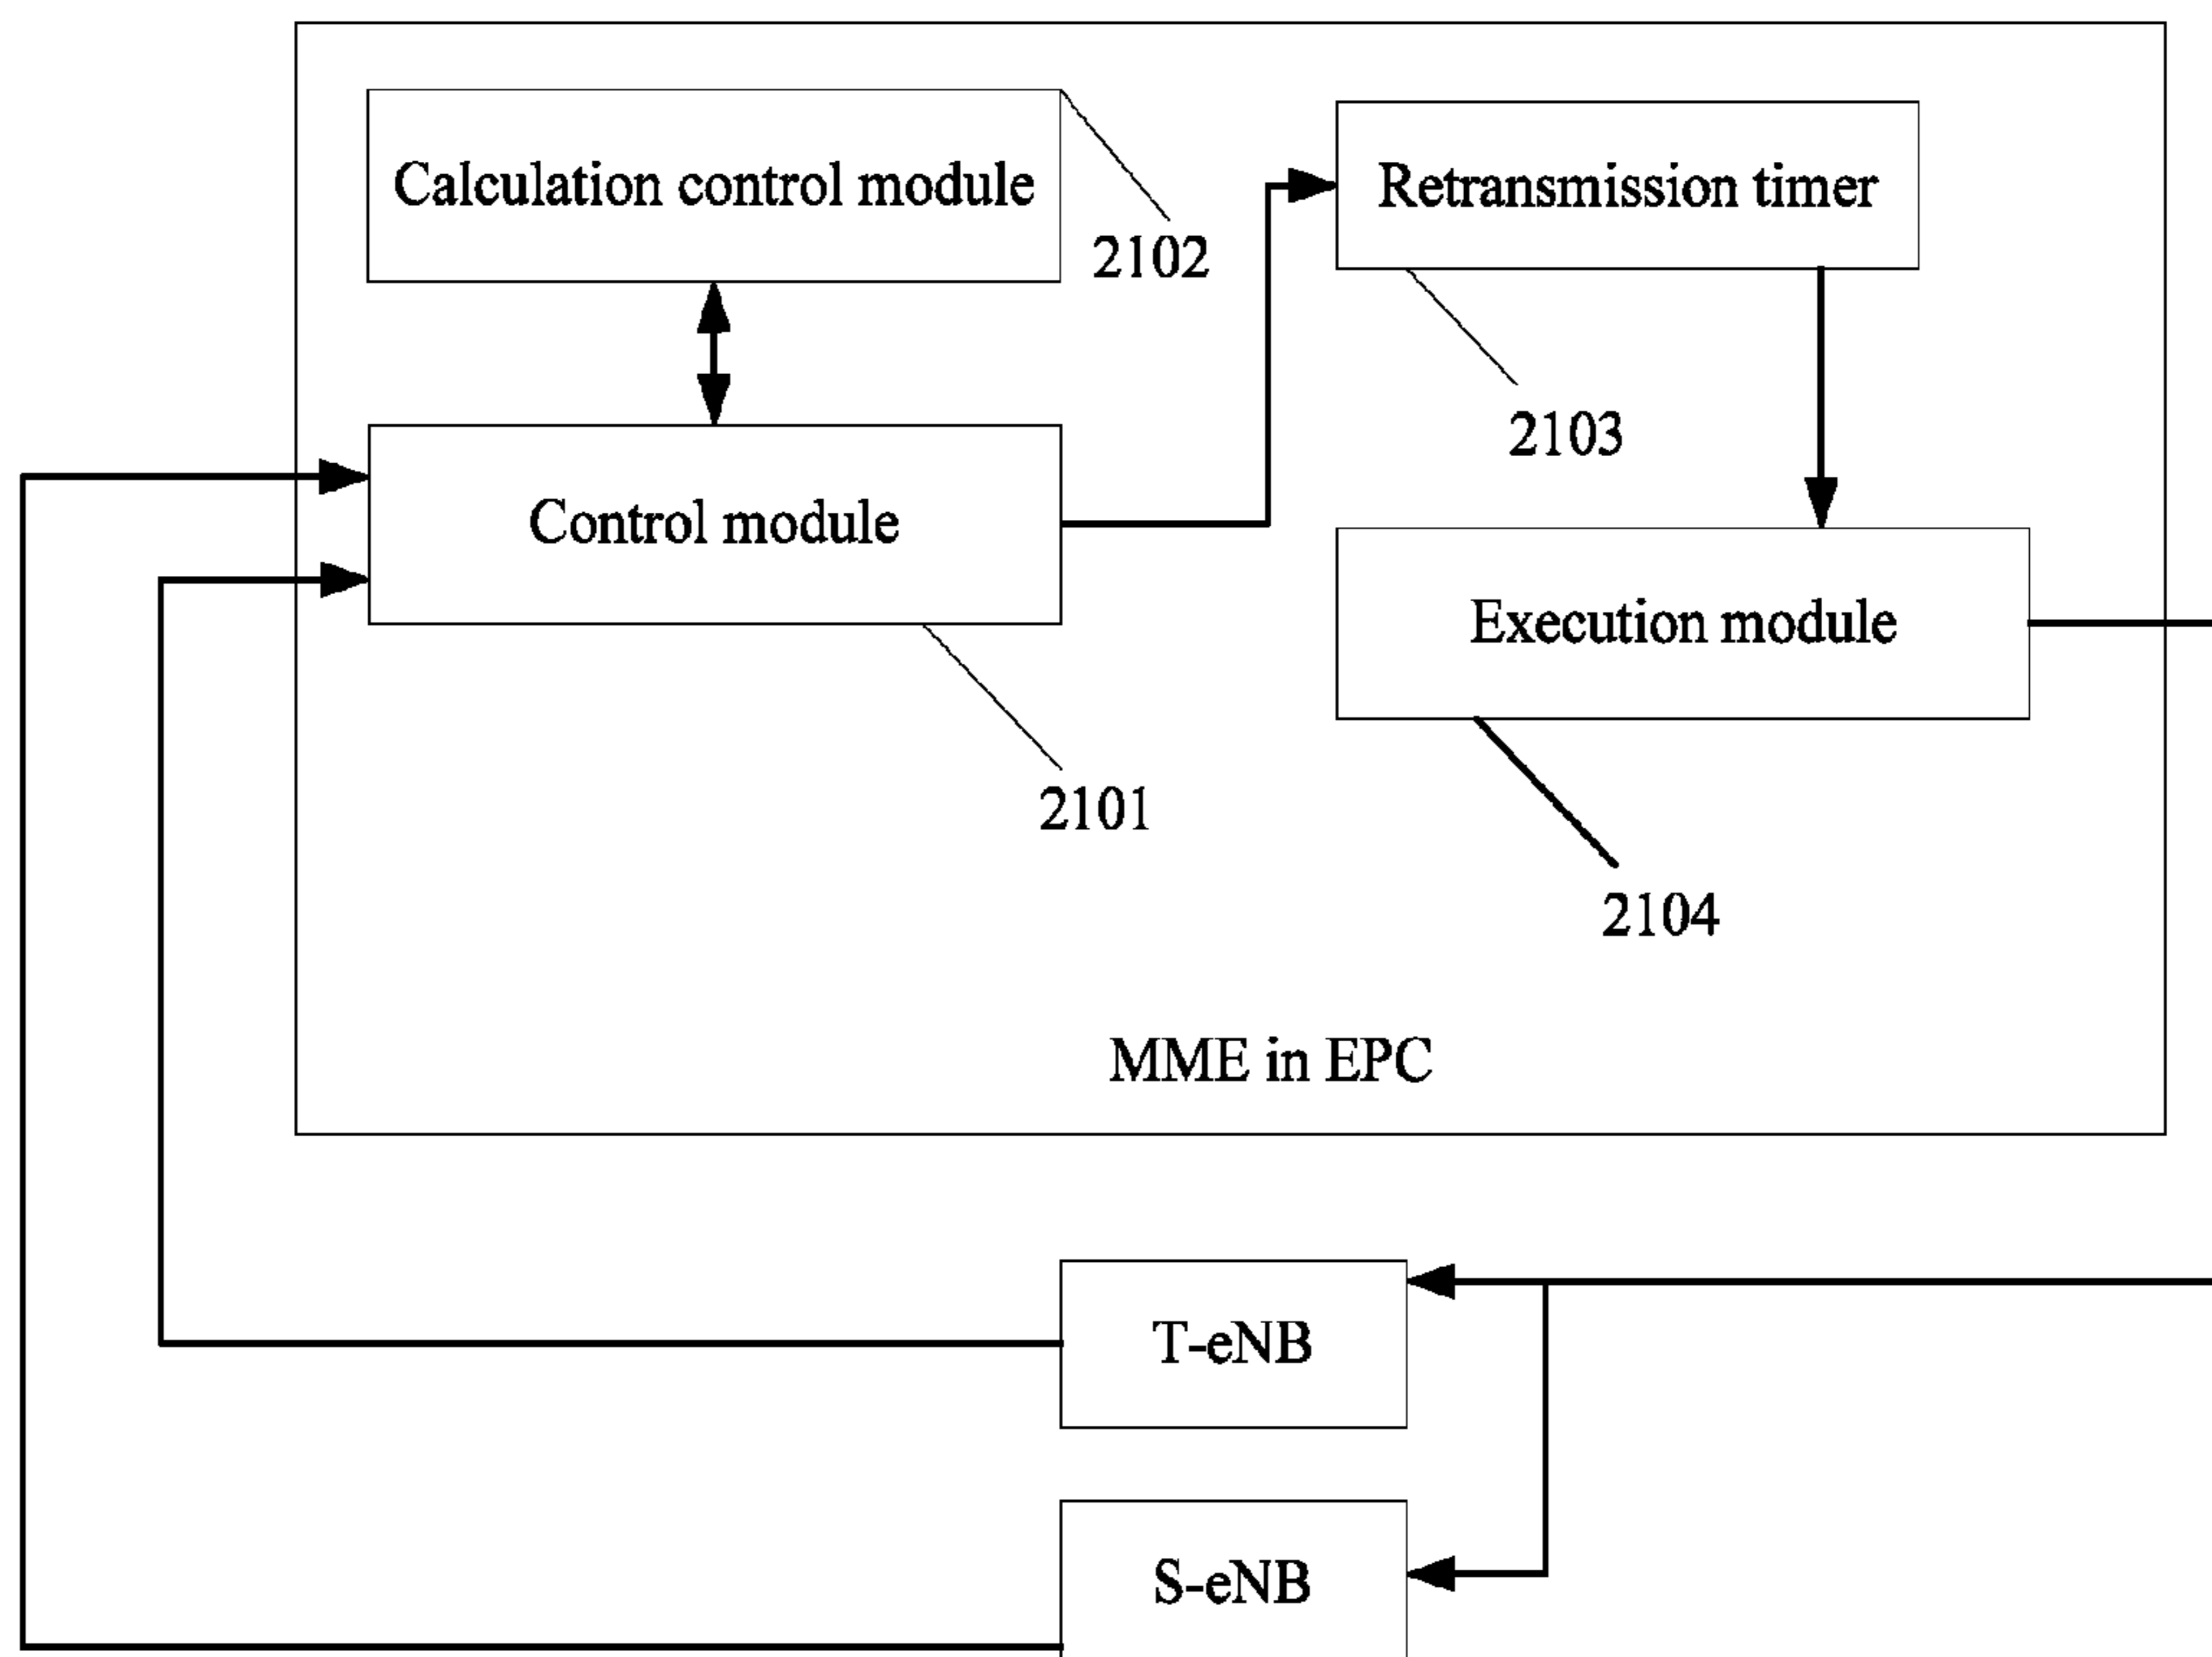 Calculation control module
Retransmission timer
2102
2103
Control module
Execution module
2101
2104
MME in EPC
T-eNB
S-eNB